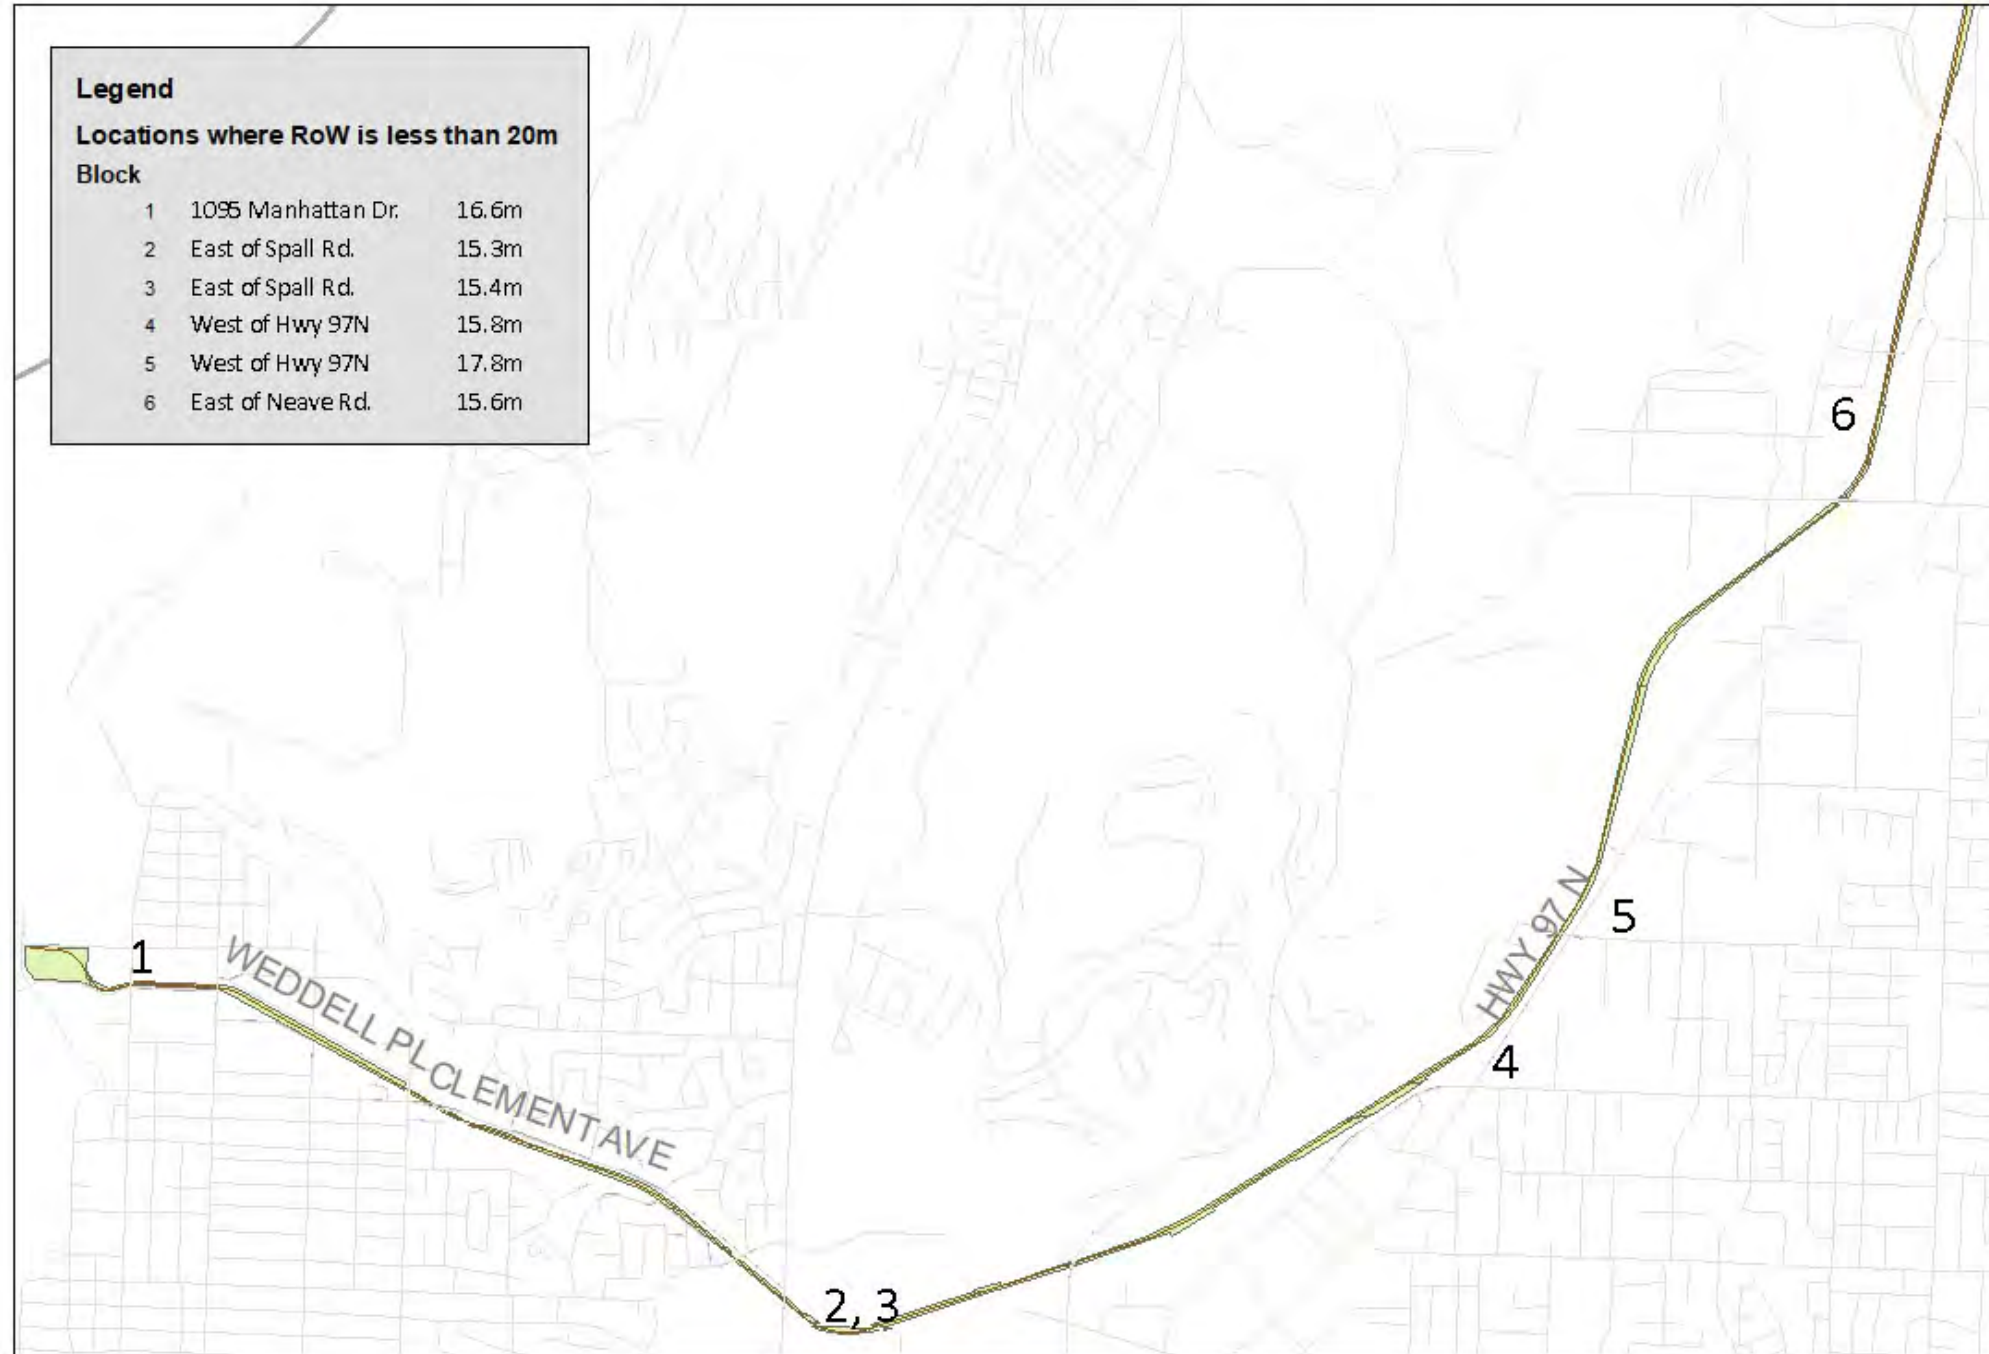 Legend
Locations where RoW is less than 20m
Block
1 1095 Manhattan Dr. 16.6m
2 East of Spall Rd. 15.3m
3 East of Spall Rd. 15.4m
4 West of Hwy 97N 15.8m
5 West of Hwy 97N 17.8m
6 East of Neave Rd. 15.6m
6
5
HWY 97 N
4
1
WEDDELL PL
CLEMENT AVE
2, 3